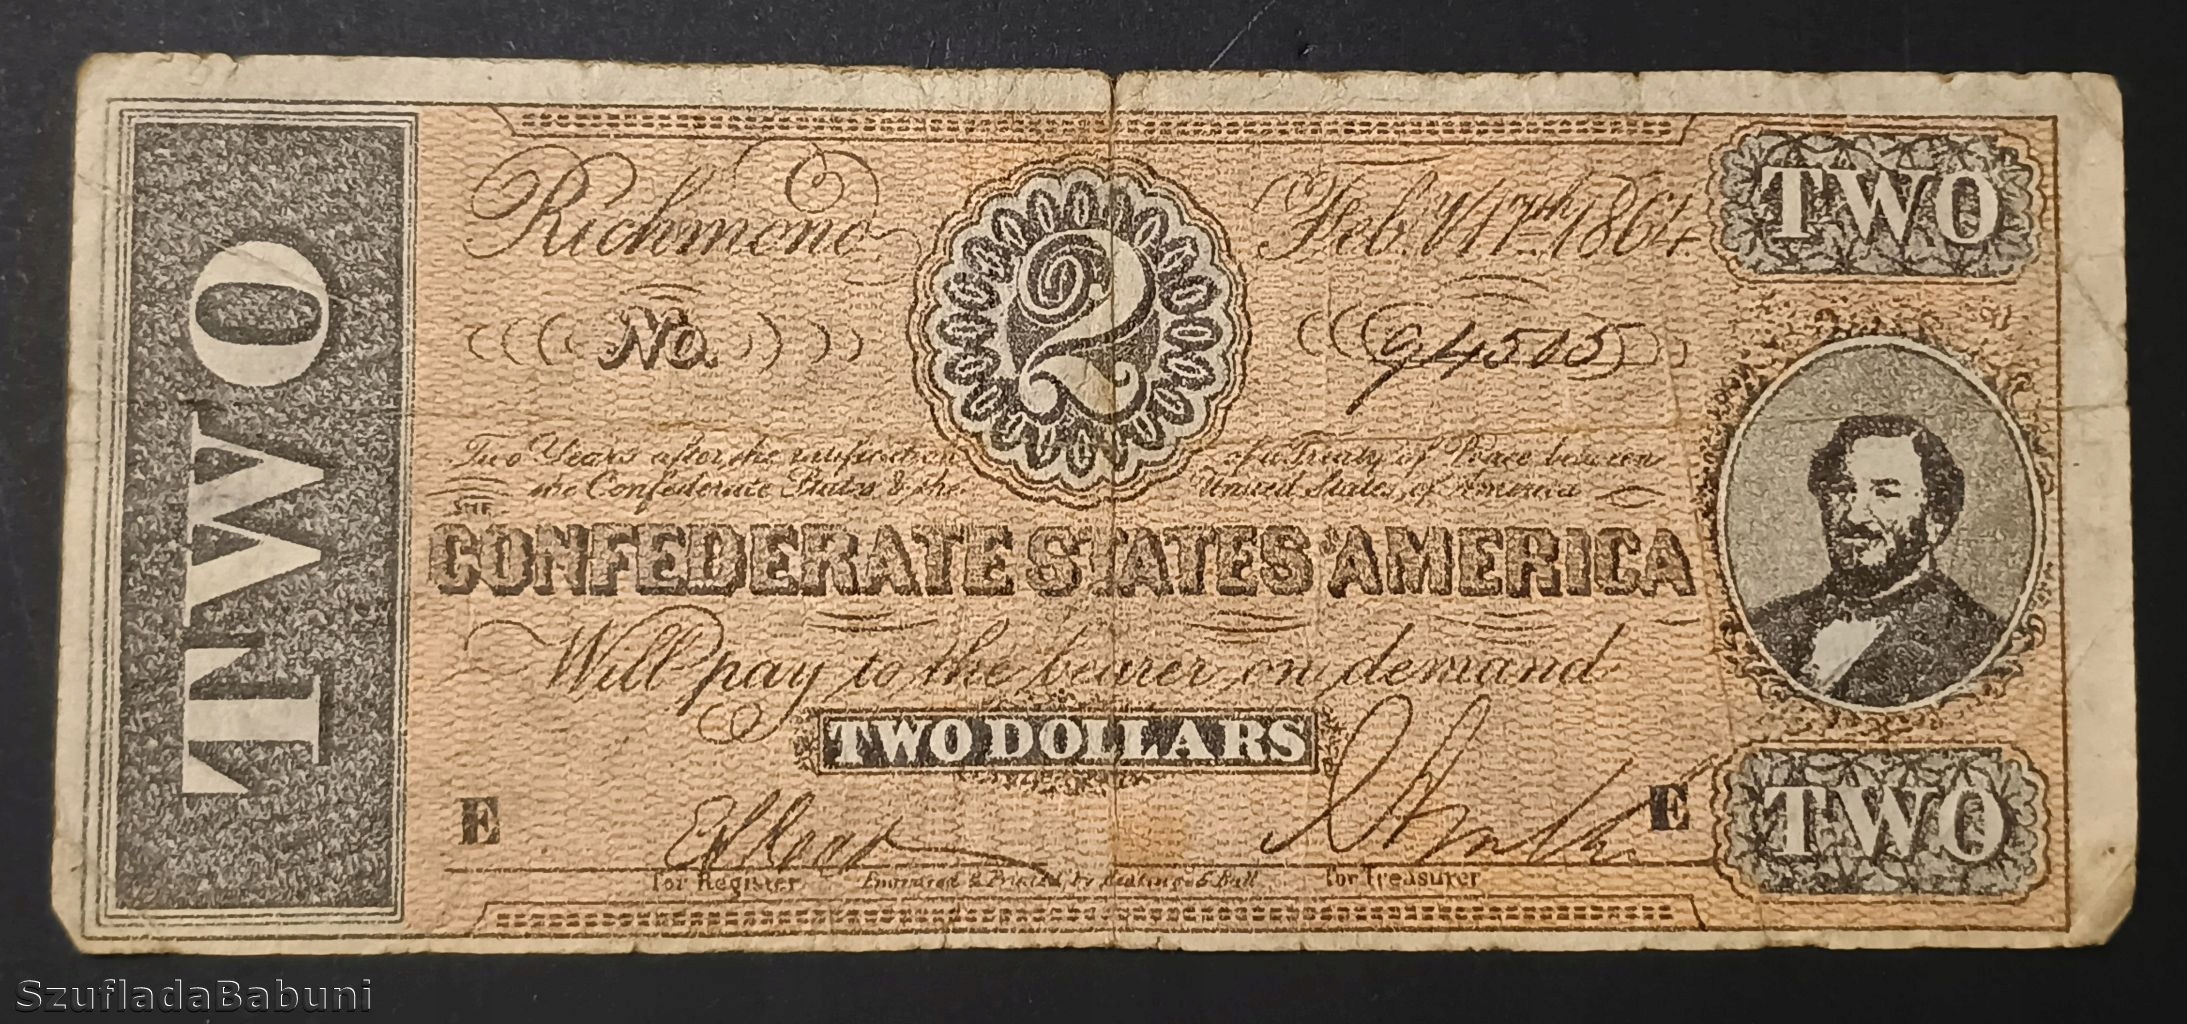 TWO
Richmond
Feb. 17th 1864
TWO
2
No.
94505
Two Years after the ratification of a Treaty of Peace between
the Confederate States & the United States of America
THE
CONFEDERATE STATES AMERICA
Will pay to the bearer on demand
TWO DOLLARS
E
E
TWO
for Register
Engraved & Printed by Keatinge & Ball
for Treasurer
SzufladaBabuni